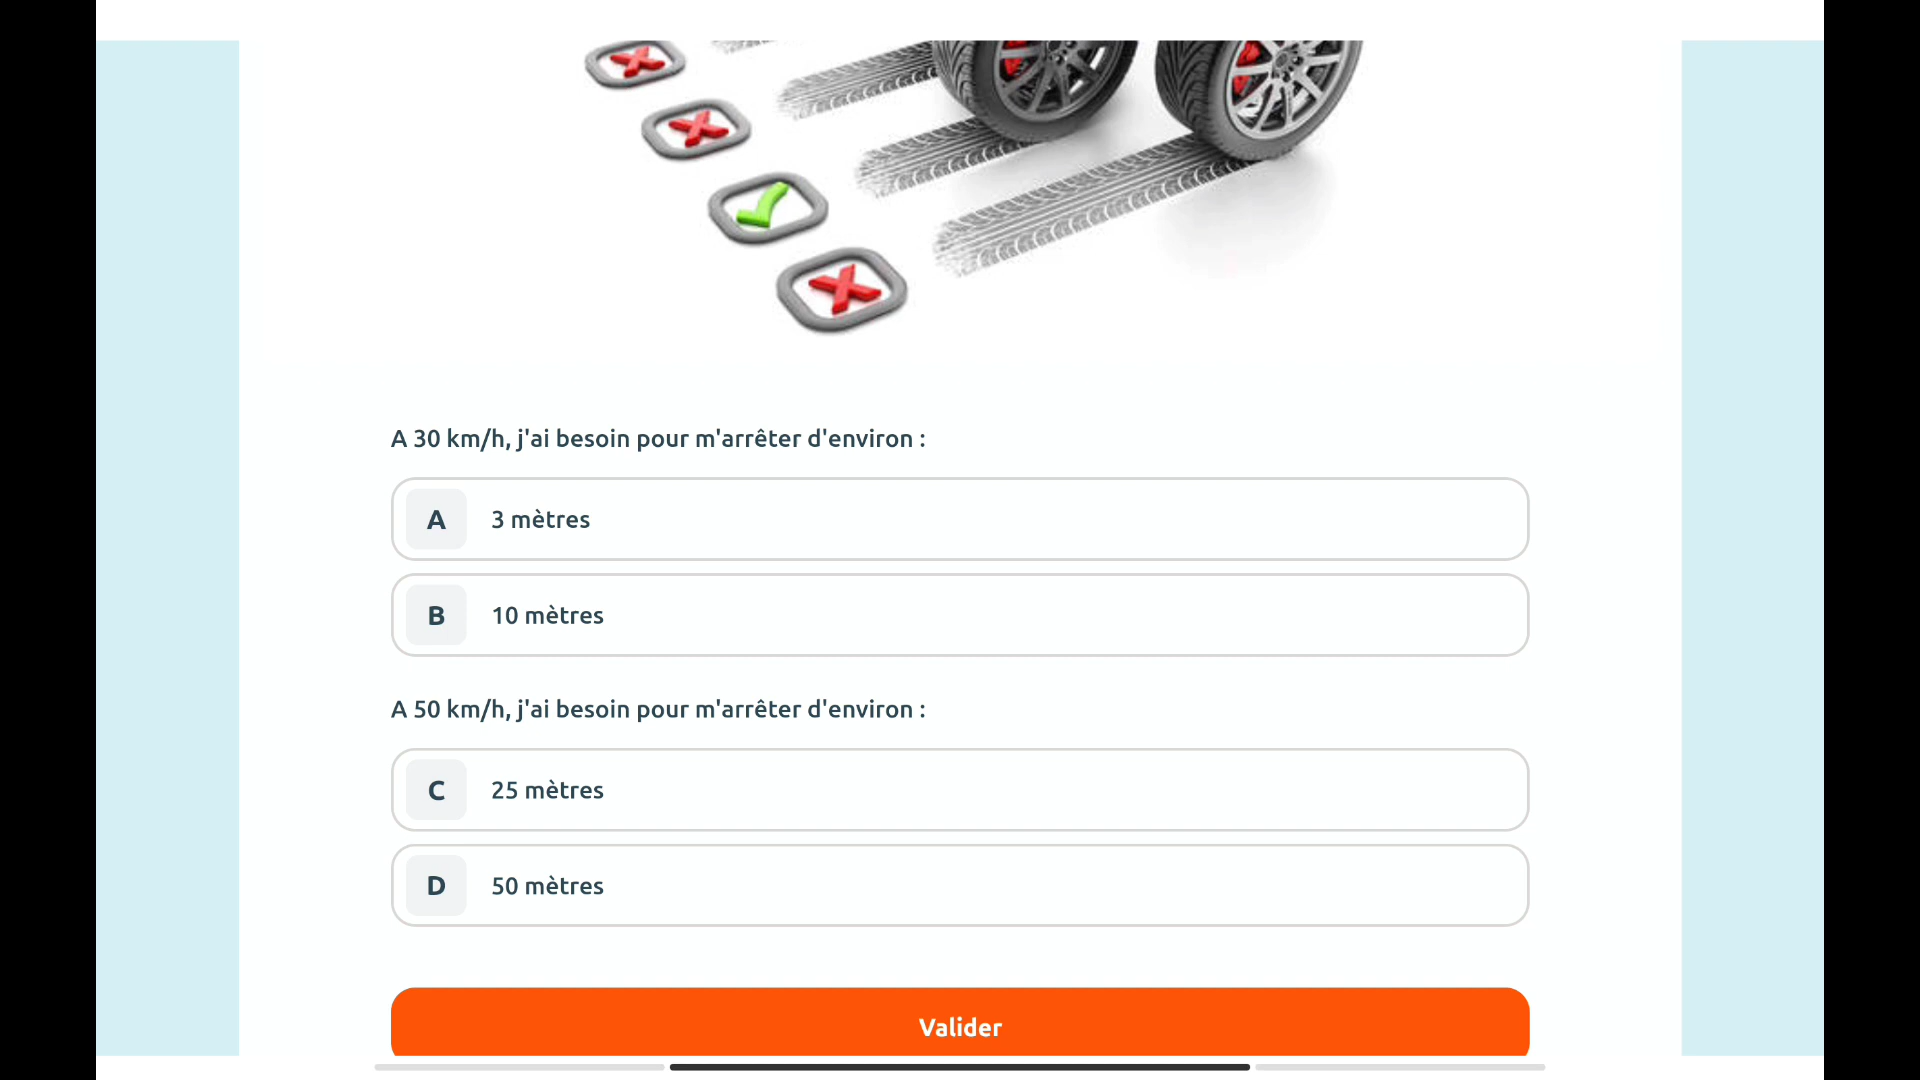 A 30 km/h, j'ai besoin pour m'arrêter d'environ :
A 3 mètres
B 10 mètres
A 50 km/h, j'ai besoin pour m'arrêter d'environ :
C 25 mètres
D 50 mètres
Valider